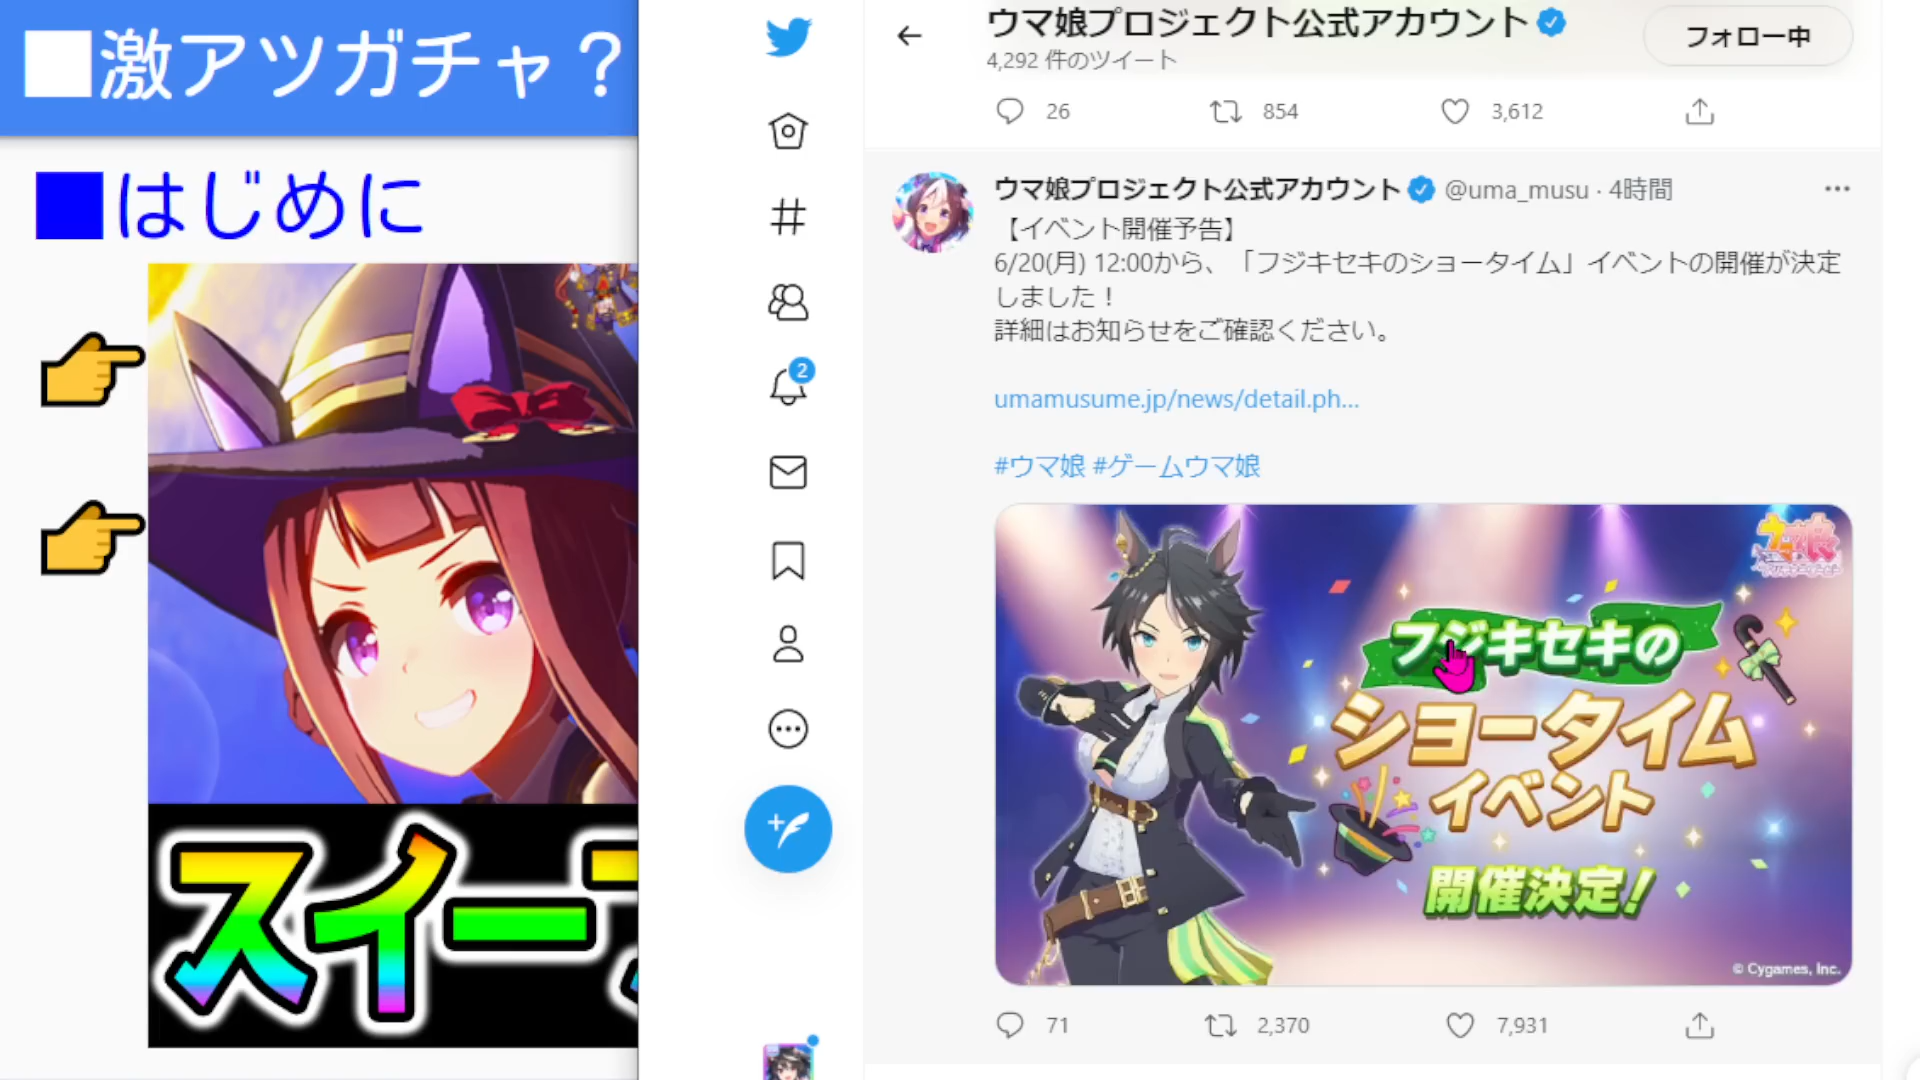 ■激アツガチャ？
■はじめに
スイー
ウマ娘プロジェクト公式アカウント
4,292 件のツイート
フォロー中
26
854
3,612
ウマ娘プロジェクト公式アカウント @uma_musu · 4時間
【イベント開催予告】
6/20(月) 12:00から、「フジキセキのショータイム」イベントの開催が決定
しました！
詳細はお知らせをご確認ください。
umamusume.jp/news/detail.ph...
#ウマ娘 #ゲームウマ娘
ウマ娘
フジキセキの
ショータイム
イベント
開催決定!
© Cygames, Inc.
71
2,370
7,931
2